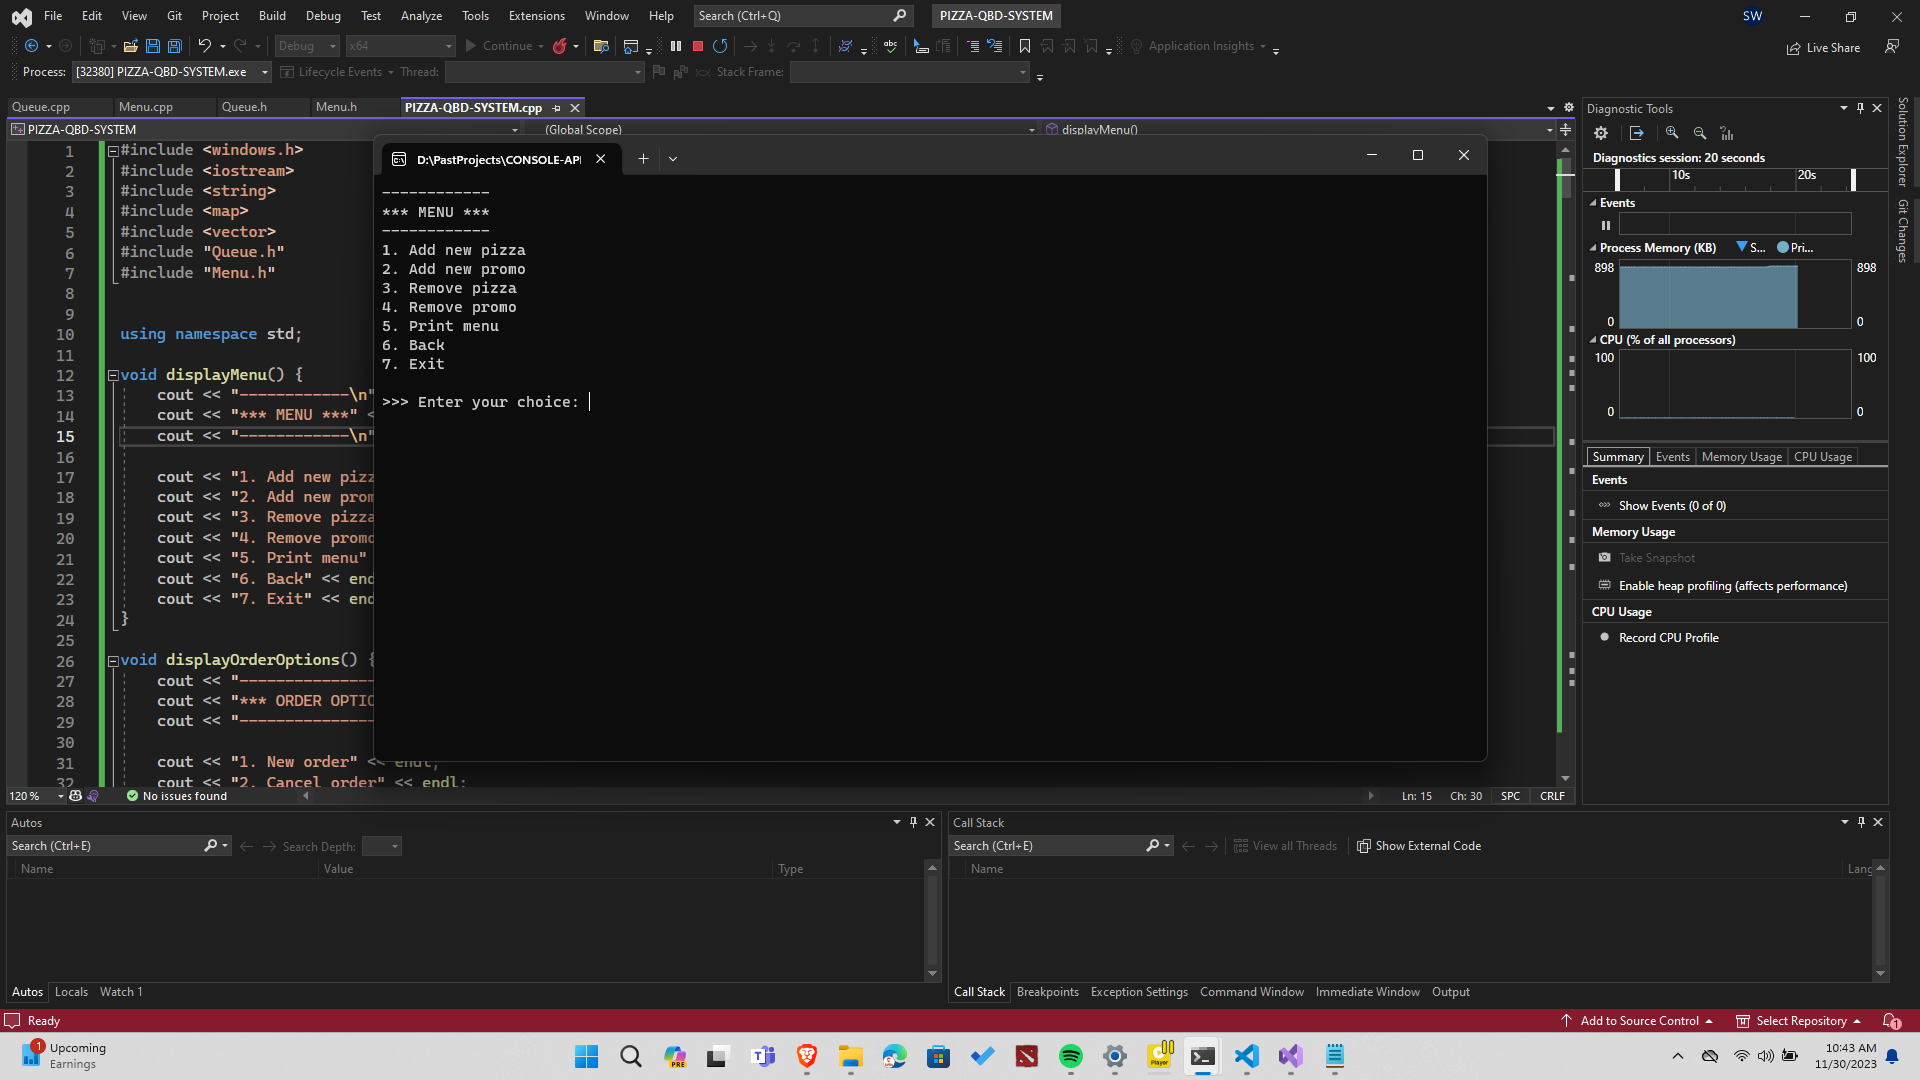 File Edit View Git Project Build Debug Test Analyze Tools Extensions Window Help Search (Ctrl+Q) PIZZA-QBD-SYSTEM SW
Debug x64 Continue Application Insights Live Share
Process: [32380] PIZZA-QBD-SYSTEM.exe Lifecycle Events Thread: Stack Frame:
Queue.cpp Menu.cpp Queue.h Menu.h PIZZA-QBD-SYSTEM.cpp
PIZZA-QBD-SYSTEM (Global Scope) displayMenu()
1 #include <windows.h>
2 #include <iostream>
3 #include <string>
4 #include <map>
5 #include <vector>
6 #include "Queue.h"
7 #include "Menu.h"
8
9
10 using namespace std;
11
12 void displayMenu() {
13 cout << "------------\n"
14 cout << "*** MENU ***" <
15 cout << "------------\n"
16
17 cout << "1. Add new pizz
18 cout << "2. Add new prom
19 cout << "3. Remove pizza
20 cout << "4. Remove promo
21 cout << "5. Print menu"
22 cout << "6. Back" << end
23 cout << "7. Exit" << end
24 }
25
26 void displayOrderOptions() {
27 cout << "---------------
28 cout << "*** ORDER OPTIO
29 cout << "---------------
30
31 cout << "1. New order" << endl;
32 cout << "2. Cancel order" << endl;
D:\PastProjects\CONSOLE-API
------------
*** MENU ***
------------
1. Add new pizza
2. Add new promo
3. Remove pizza
4. Remove promo
5. Print menu
6. Back
7. Exit
>>> Enter your choice:
120 % No issues found Ln: 15 Ch: 30 SPC CRLF
Diagnostic Tools
Diagnostics session: 20 seconds
10s 20s
Events
Process Memory (KB) S... Pri...
898 898
0 0
CPU (% of all processors)
100 100
0 0
Summary Events Memory Usage CPU Usage
Events
Show Events (0 of 0)
Memory Usage
Take Snapshot
Enable heap profiling (affects performance)
CPU Usage
Record CPU Profile
Solution Explorer
Git Changes
Autos
Search (Ctrl+E) Search Depth:
Name Value Type
Autos Locals Watch 1
Call Stack
Search (Ctrl+E) View all Threads Show External Code
Name Lang
Call Stack Breakpoints Exception Settings Command Window Immediate Window Output
Ready Add to Source Control Select Repository 1
1 Upcoming
Earnings
PRE
Player
10:43 AM
11/30/2023